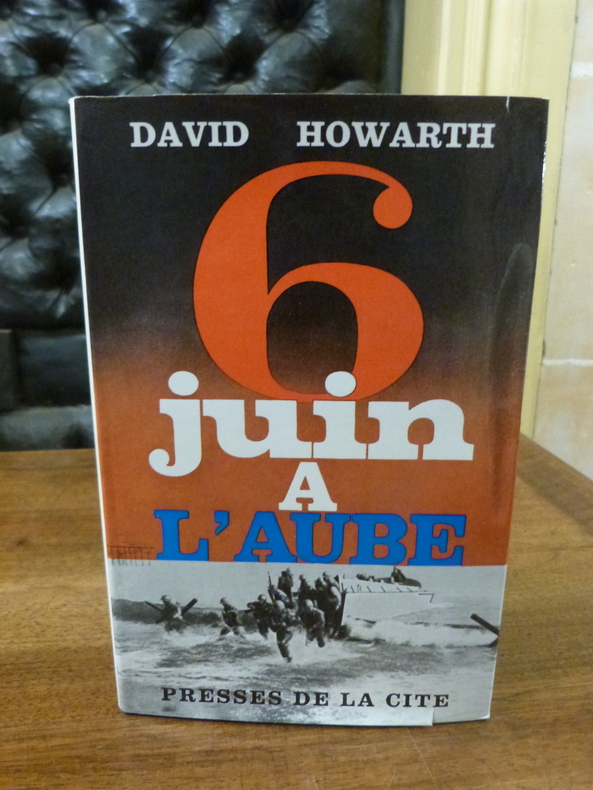 DAVID HOWARTH
6
juin
A
L'AUBE
PRESSES DE LA CITE